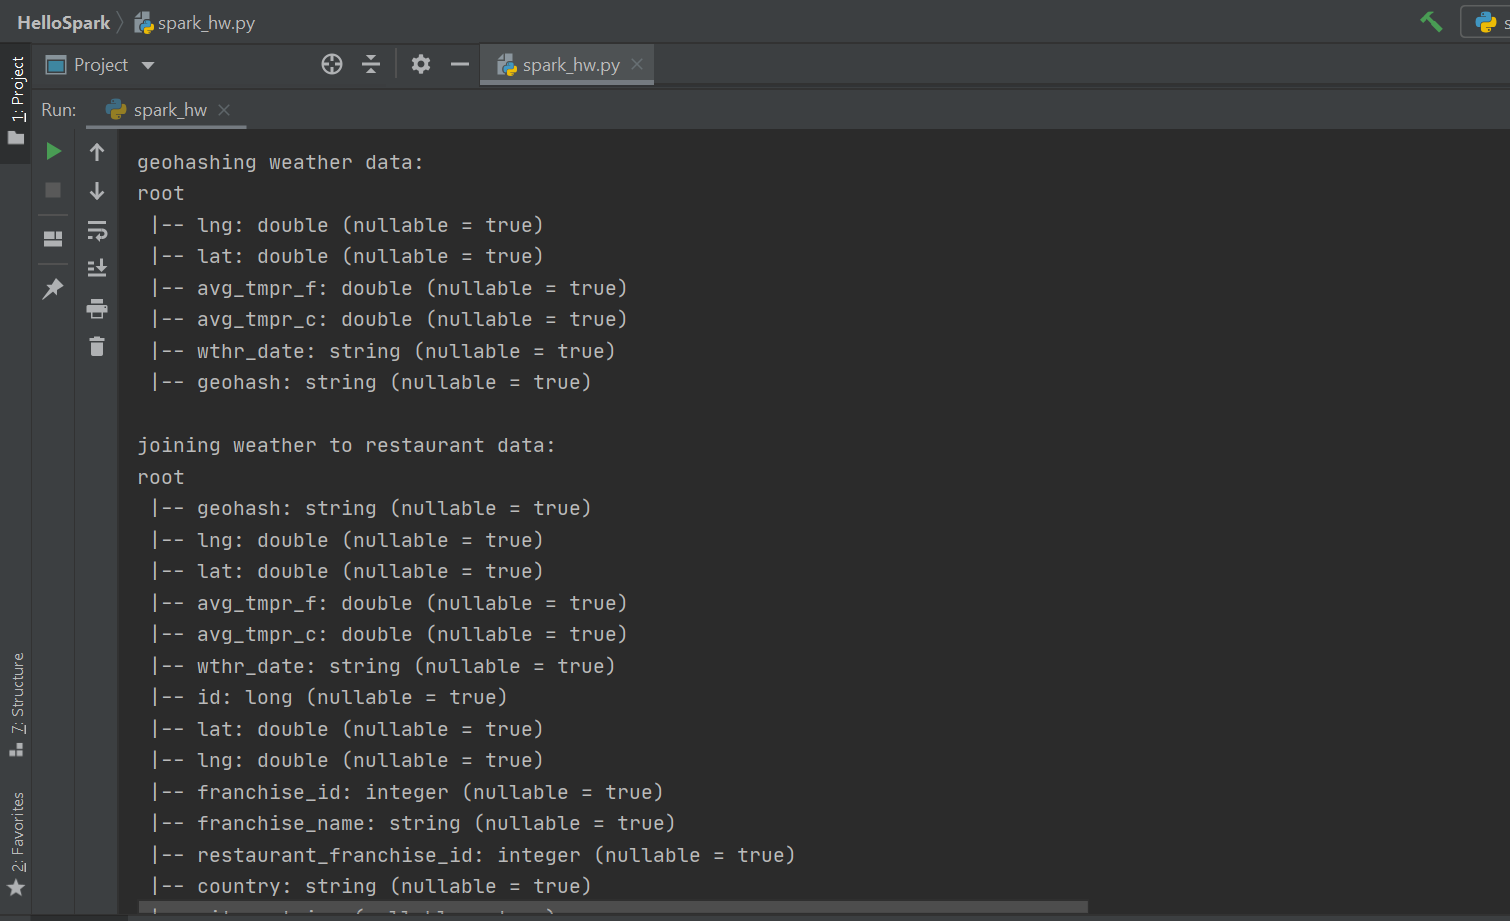 HelloSpark
spark_hw.py
1: Project
Project
spark_hw.py
Run:
spark_hw
geohashing weather data:
root
|-- lng: double (nullable = true)
|-- lat: double (nullable = true)
|-- avg_tmpr_f: double (nullable = true)
|-- avg_tmpr_c: double (nullable = true)
|-- wthr_date: string (nullable = true)
|-- geohash: string (nullable = true)
joining weather to restaurant data:
root
|-- geohash: string (nullable = true)
|-- lng: double (nullable = true)
|-- lat: double (nullable = true)
|-- avg_tmpr_f: double (nullable = true)
|-- avg_tmpr_c: double (nullable = true)
|-- wthr_date: string (nullable = true)
|-- id: long (nullable = true)
|-- lat: double (nullable = true)
|-- lng: double (nullable = true)
|-- franchise_id: integer (nullable = true)
|-- franchise_name: string (nullable = true)
|-- restaurant_franchise_id: integer (nullable = true)
|-- country: string (nullable = true)
7: Structure
2: Favorites